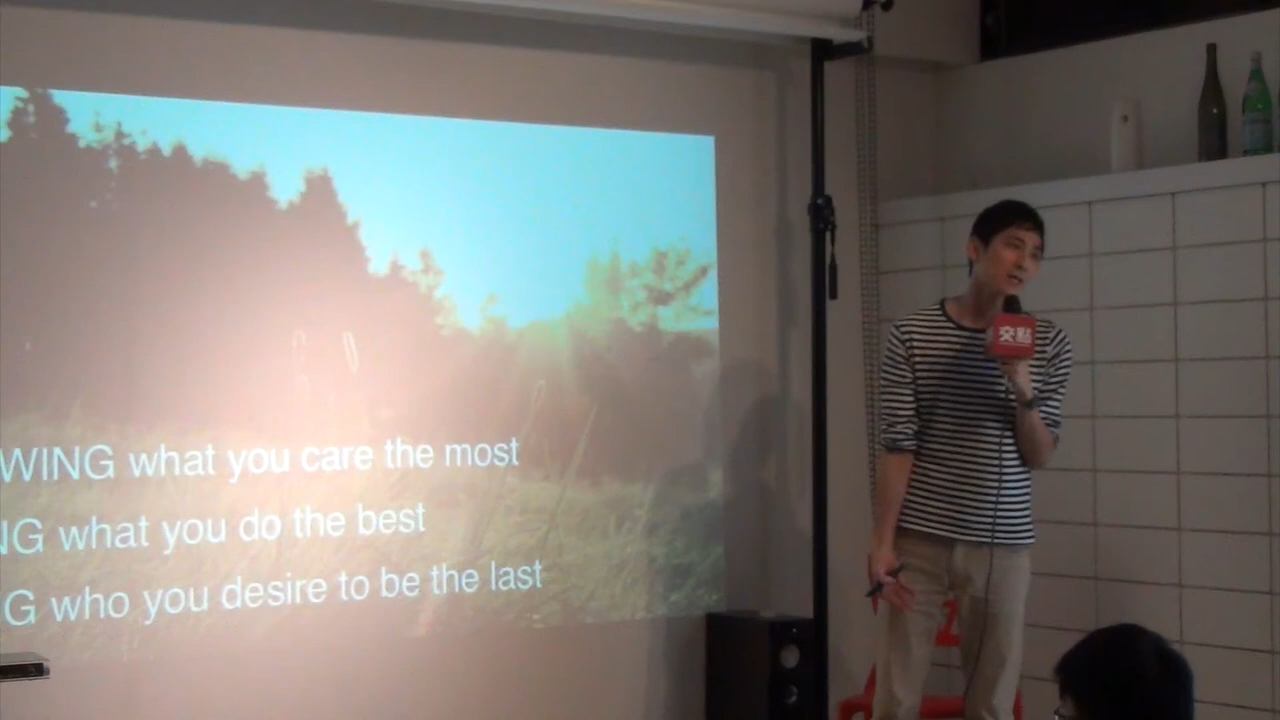 WING what you care the most
NG what you do the best
G who you desire to be the last
交點